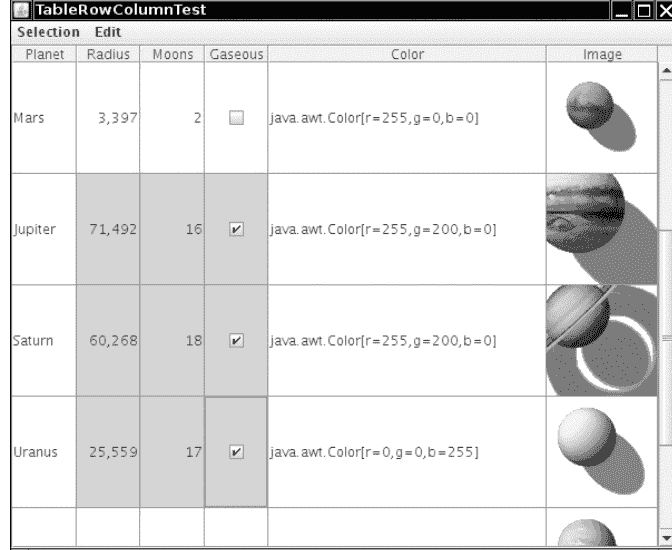 TableRowColumnTest
Selection Edit
Planet Radius Moons Gaseous Color Image
Mars 3,397 2 java.awt.Color[r=255,g=0,b=0]
Jupiter 71,492 16 java.awt.Color[r=255,g=200,b=0]
Saturn 60,268 18 java.awt.Color[r=255,g=200,b=0]
Uranus 25,559 17 java.awt.Color[r=0,g=0,b=255]